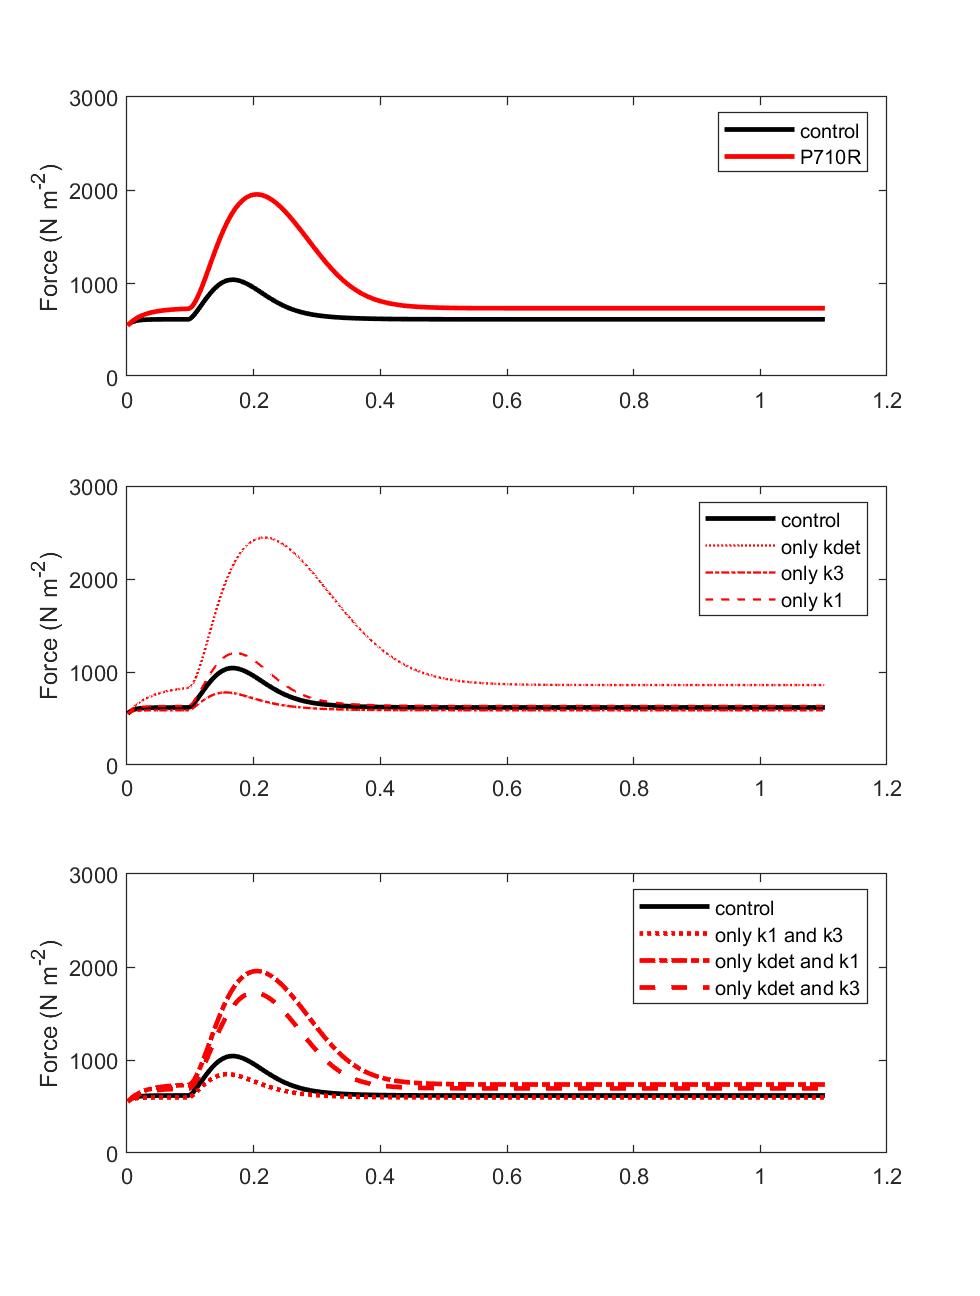 3000
2000
1000
0
Force (N m-2)
control
P710R
0 0.2 0.4 0.6 0.8 1 1.2
3000
2000
1000
0
Force (N m-2)
control
only kdet
only k3
only k1
0 0.2 0.4 0.6 0.8 1 1.2
3000
2000
1000
0
Force (N m-2)
control
only k1 and k3
only kdet and k1
only kdet and k3
0 0.2 0.4 0.6 0.8 1 1.2